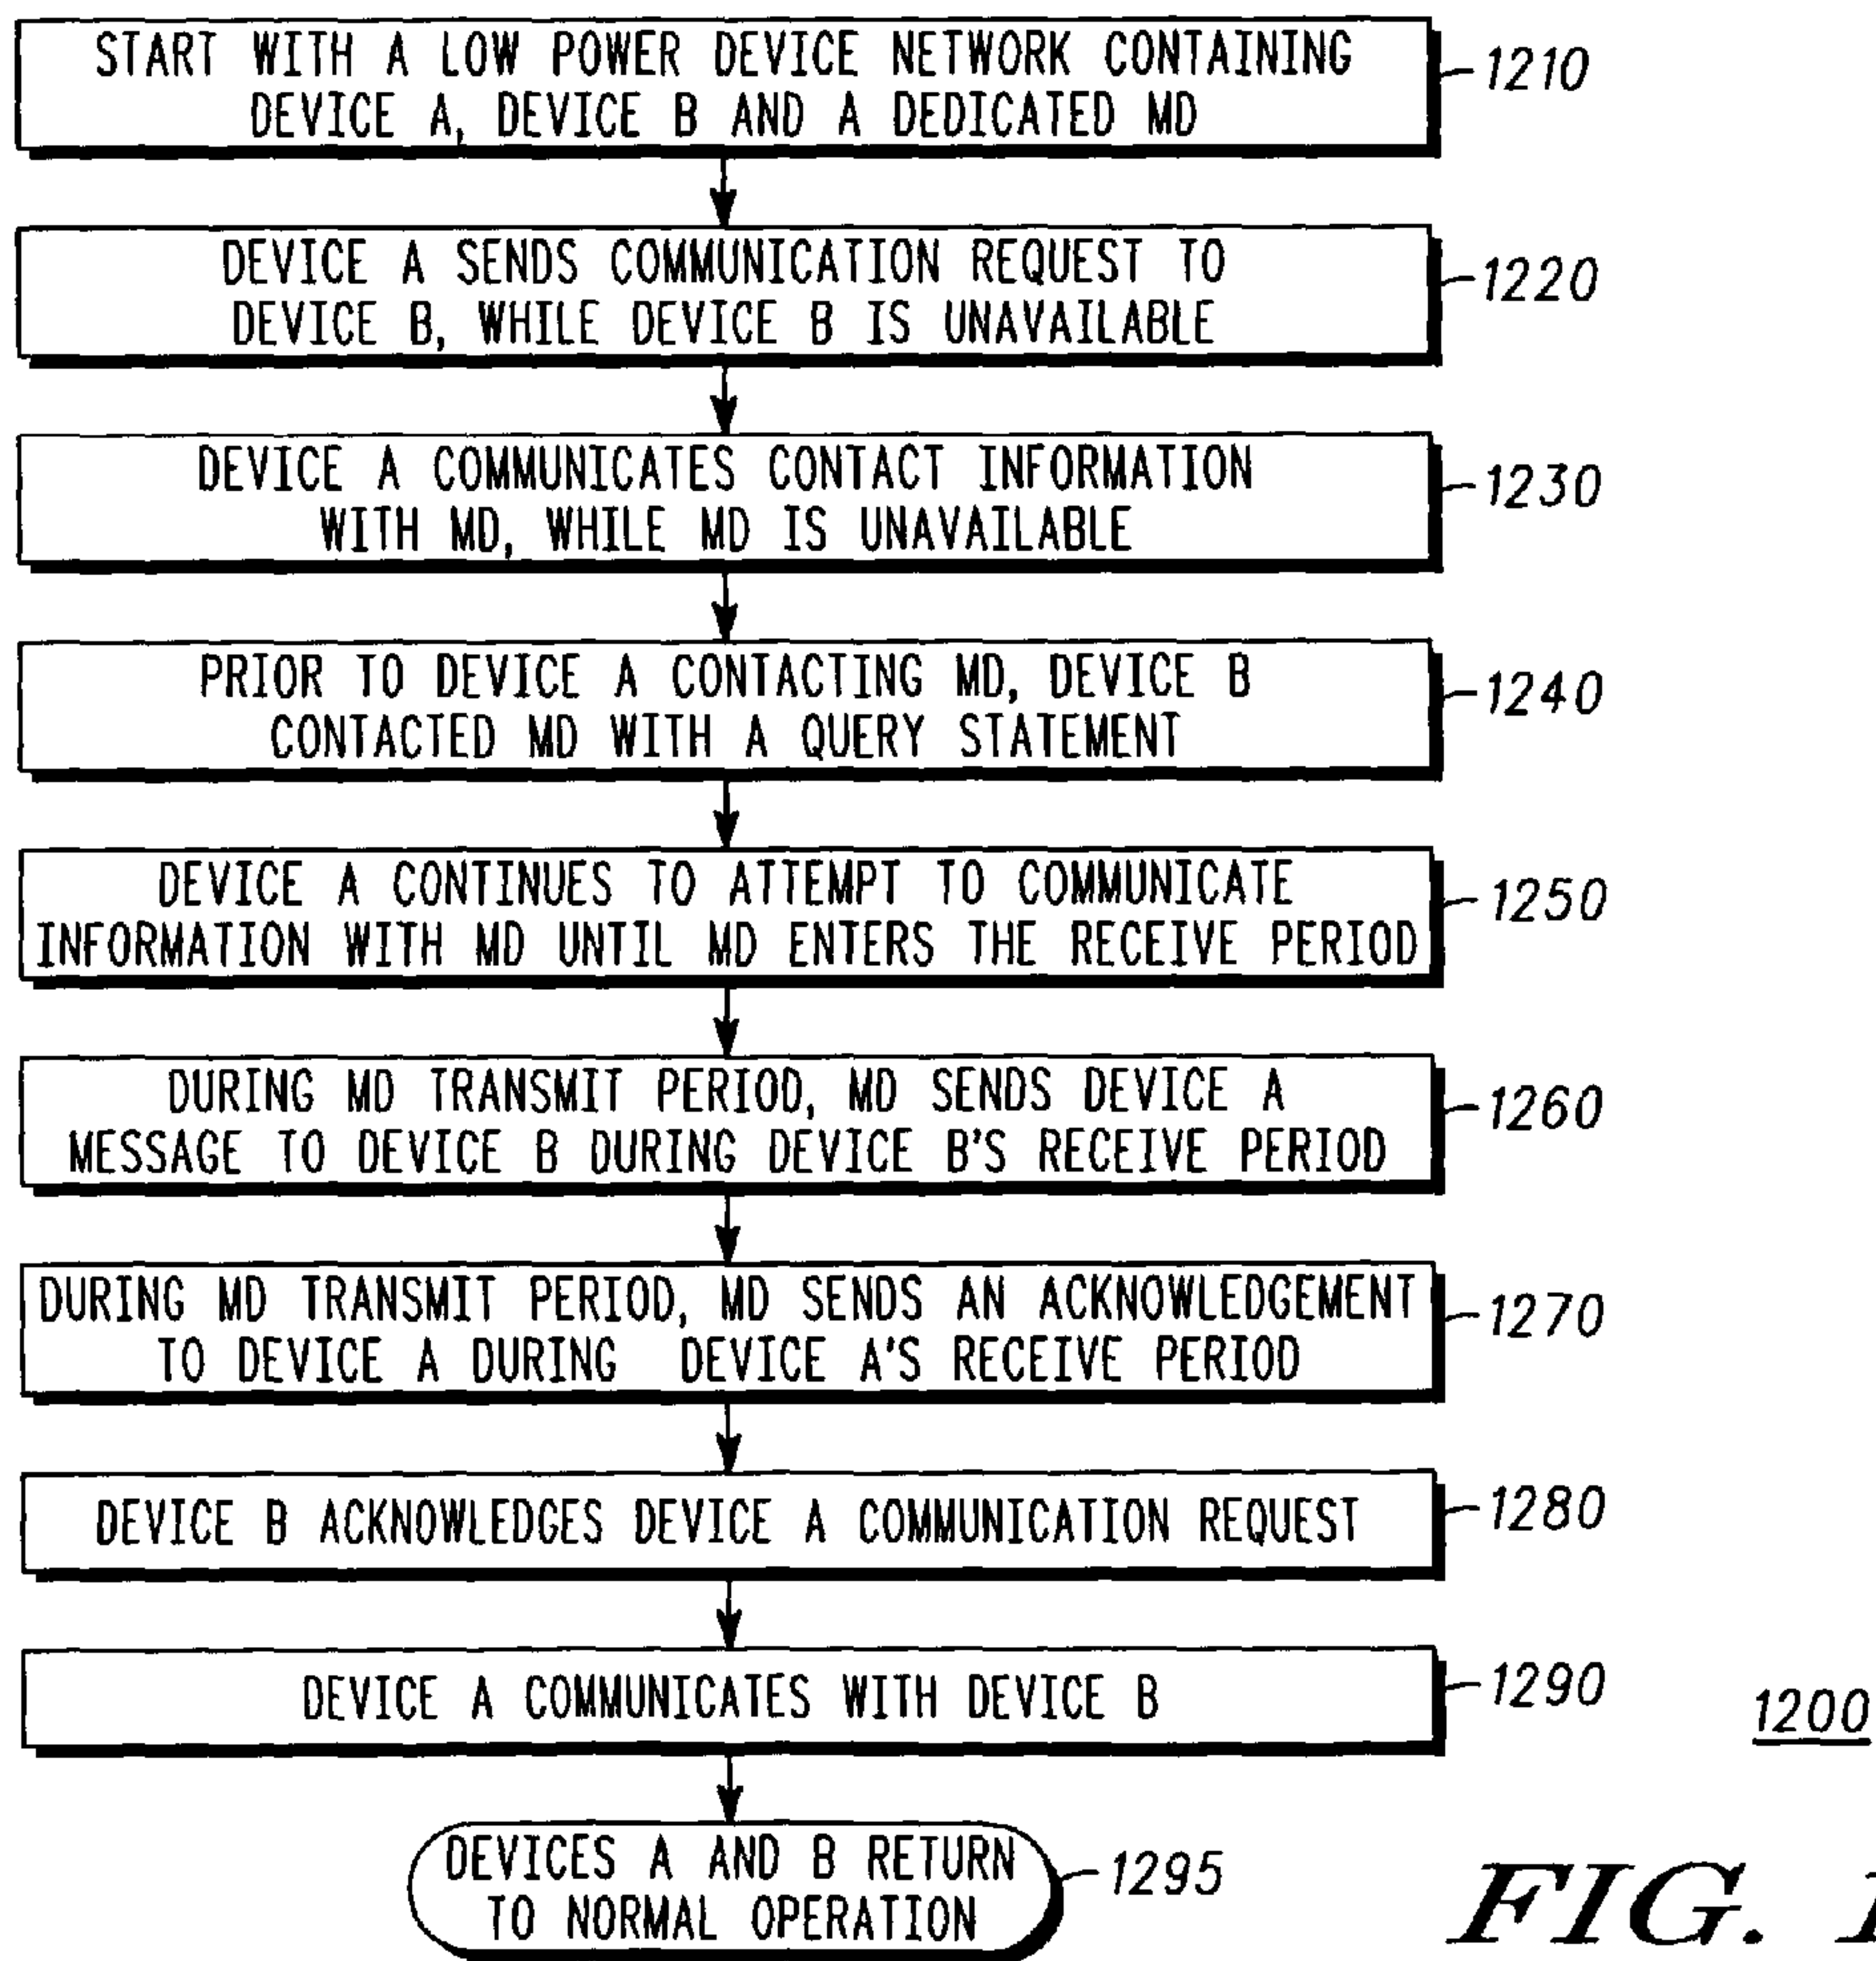 START WITH A LOW POWER DEVICE NETWORK CONTAINING
DEVICE A, DEVICE B AND A DEDICATED MD
1210
DEVICE A SENDS COMMUNICATION REQUEST TO
DEVICE B, WHILE DEVICE B IS UNAVAILABLE
1220
DEVICE A COMMUNICATES CONTACT INFORMATION
WITH MD, WHILE MD IS UNAVAILABLE
1230
PRIOR TO DEVICE A CONTACTING MD, DEVICE B
CONTACTED MD WITH A QUERY STATEMENT
1240
DEVICE A CONTINUES TO ATTEMPT TO COMMUNICATE
INFORMATION WITH MD UNTIL MD ENTERS THE RECEIVE PERIOD
1250
DURING MD TRANSMIT PERIOD, MD SENDS DEVICE A
MESSAGE TO DEVICE B DURING DEVICE B'S RECEIVE PERIOD
1260
DURING MD TRANSMIT PERIOD, MD SENDS AN ACKNOWLEDGEMENT
TO DEVICE A DURING DEVICE A'S RECEIVE PERIOD
1270
DEVICE B ACKNOWLEDGES DEVICE A COMMUNICATION REQUEST
1280
DEVICE A COMMUNICATES WITH DEVICE B
1290
1200
DEVICES A AND B RETURN
TO NORMAL OPERATION
1295
FIG.